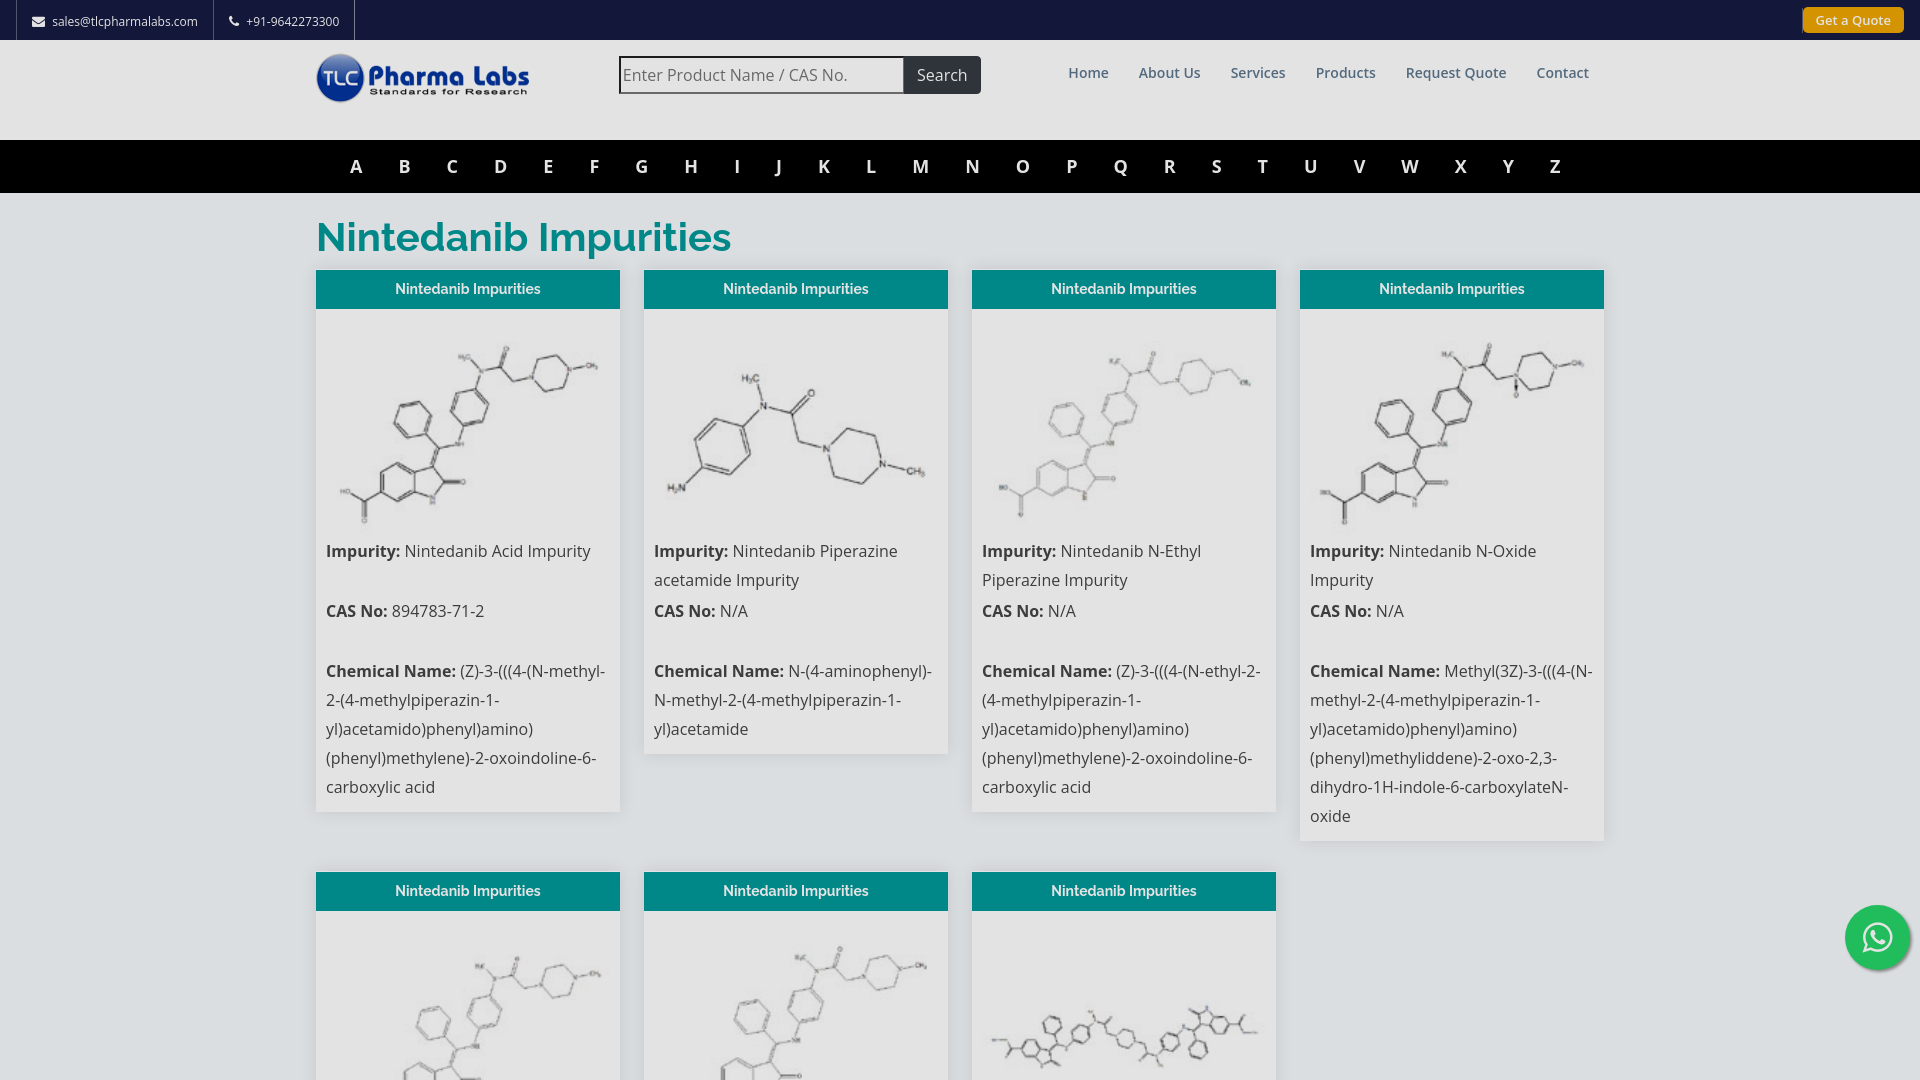 sales@tlcpharmalabs.com +91-9642273300 Get a Quote
TLC Pharma Labs
Standards for Research
Enter Product Name / CAS No. Search
Home About Us Services Products Request Quote Contact
A B C D E F G H I J K L M N O P Q R S T U V W X Y Z
Nintedanib Impurities
Nintedanib Impurities
Impurity: Nintedanib Acid Impurity
CAS No: 894783-71-2
Chemical Name: (Z)-3-(((4-(N-methyl-
2-(4-methylpiperazin-1-
yl)acetamido)phenyl)amino)
(phenyl)methylene)-2-oxoindoline-6-
carboxylic acid
Nintedanib Impurities
H₃C
N
O
N
N
CH₃
H₂N
Impurity: Nintedanib Piperazine
acetamide Impurity
CAS No: N/A
Chemical Name: N-(4-aminophenyl)-
N-methyl-2-(4-methylpiperazin-1-
yl)acetamide
Nintedanib Impurities
Impurity: Nintedanib N-Ethyl
Piperazine Impurity
CAS No: N/A
Chemical Name: (Z)-3-(((4-(N-ethyl-2-
(4-methylpiperazin-1-
yl)acetamido)phenyl)amino)
(phenyl)methylene)-2-oxoindoline-6-
carboxylic acid
Nintedanib Impurities
Impurity: Nintedanib N-Oxide
Impurity
CAS No: N/A
Chemical Name: Methyl(3Z)-3-(((4-(N-
methyl-2-(4-methylpiperazin-1-
yl)acetamido)phenyl)amino)
(phenyl)methyliddene)-2-oxo-2,3-
dihydro-1H-indole-6-carboxylateN-
oxide
Nintedanib Impurities
Nintedanib Impurities
Nintedanib Impurities